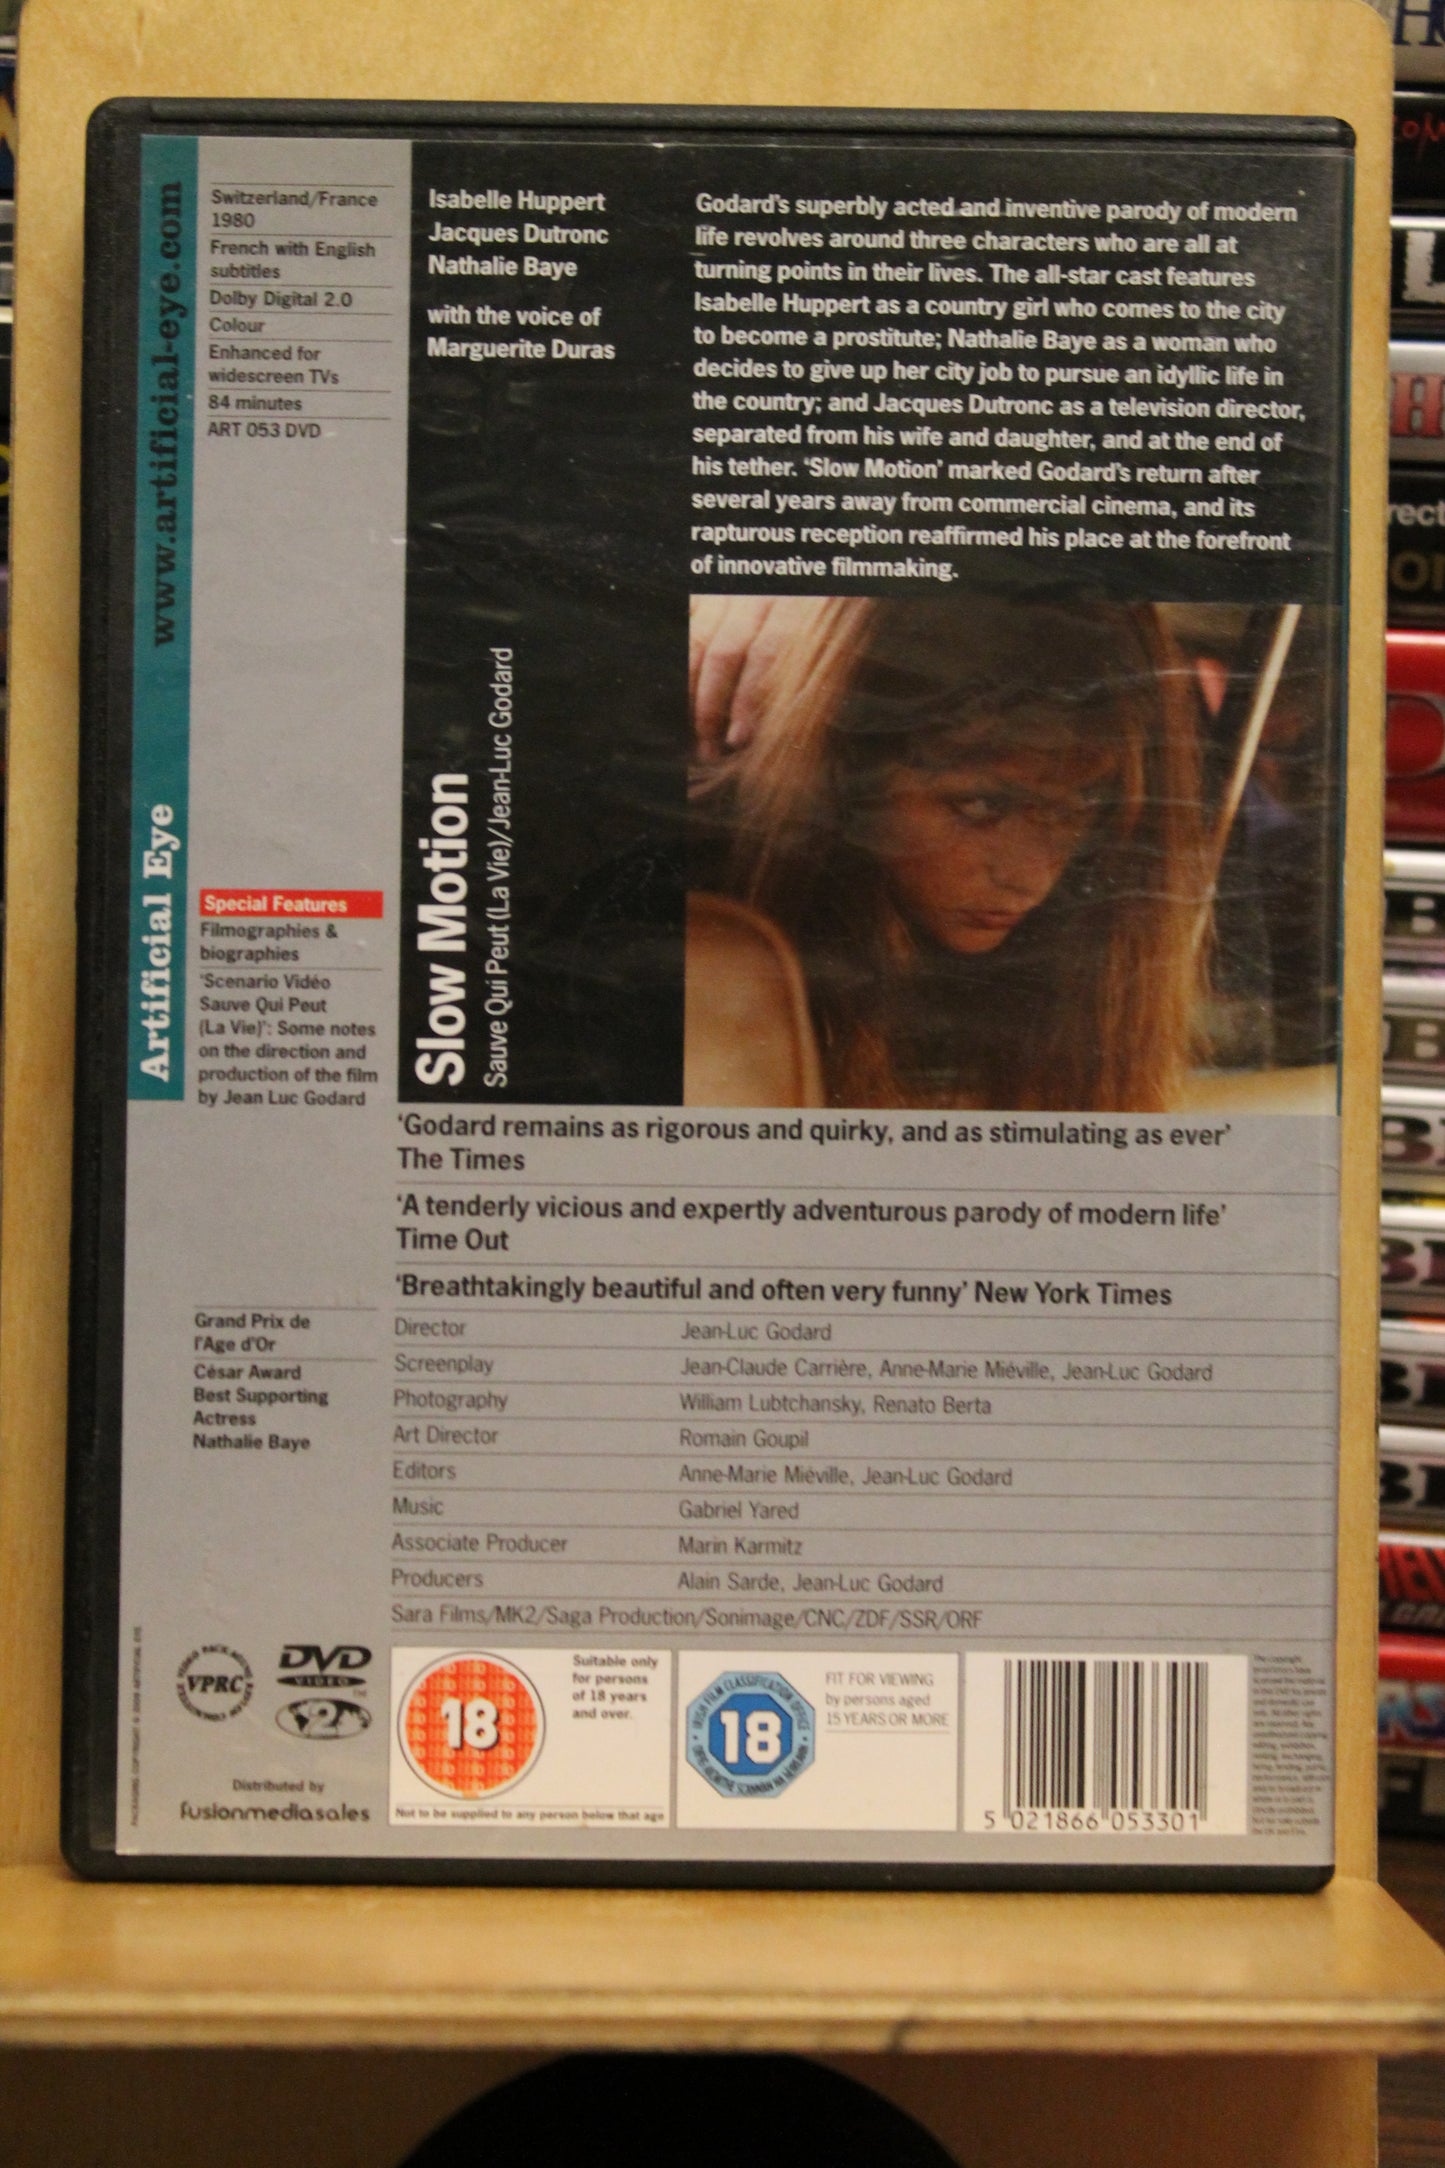 www.artificial-eye.com
Artificial Eye
Switzerland/France
1980
French with English
subtitles
Dolby Digital 2.0
Colour
Enhanced for
widescreen TVs
84 minutes
ART 053 DVD
Special Features
Filmographies &
biographies
'Scenario Vidéo
Sauve Qui Peut
(La Vie)': Some notes
on the direction and
production of the film
by Jean Luc Godard
Grand Prix de
l'Age d'Or
César Award
Best Supporting
Actress
Nathalie Baye
Isabelle Huppert
Jacques Dutronc
Nathalie Baye
with the voice of
Marguerite Duras
Godard's superbly acted and inventive parody of modern
life revolves around three characters who are all at
turning points in their lives. The all-star cast features
Isabelle Huppert as a country girl who comes to the city
to become a prostitute; Nathalie Baye as a woman who
decides to give up her city job to pursue an idyllic life in
the country; and Jacques Dutronc as a television director,
separated from his wife and daughter, and at the end of
his tether. 'Slow Motion' marked Godard's return after
several years away from commercial cinema, and its
rapturous reception reaffirmed his place at the forefront
of innovative filmmaking.
Slow Motion
Sauve Qui Peut (La Vie)/Jean-Luc Godard
'Godard remains as rigorous and quirky, and as stimulating as ever'
The Times
'A tenderly vicious and expertly adventurous parody of modern life'
Time Out
'Breathtakingly beautiful and often very funny' New York Times
Director Jean-Luc Godard
Screenplay Jean-Claude Carrière, Anne-Marie Miéville, Jean-Luc Godard
Photography William Lubtchansky, Renato Berta
Art Director Romain Goupil
Editors Anne-Marie Miéville, Jean-Luc Godard
Music Gabriel Yared
Associate Producer Marin Karmitz
Producers Alain Sarde, Jean-Luc Godard
Sara Films/MK2/Saga Production/Sonimage/CNC/ZDF/SSR/ORF
VPRC
DVD
VIDEO
2
Distributed by
fusionmediasales
18
Suitable only
for persons
of 18 years
and over.
Not to be supplied to any person below that age
IRISH FILM CLASSIFICATION OFFICE
18
FIT FOR VIEWING
by persons aged
15 YEARS OR MORE
5 021866 053301